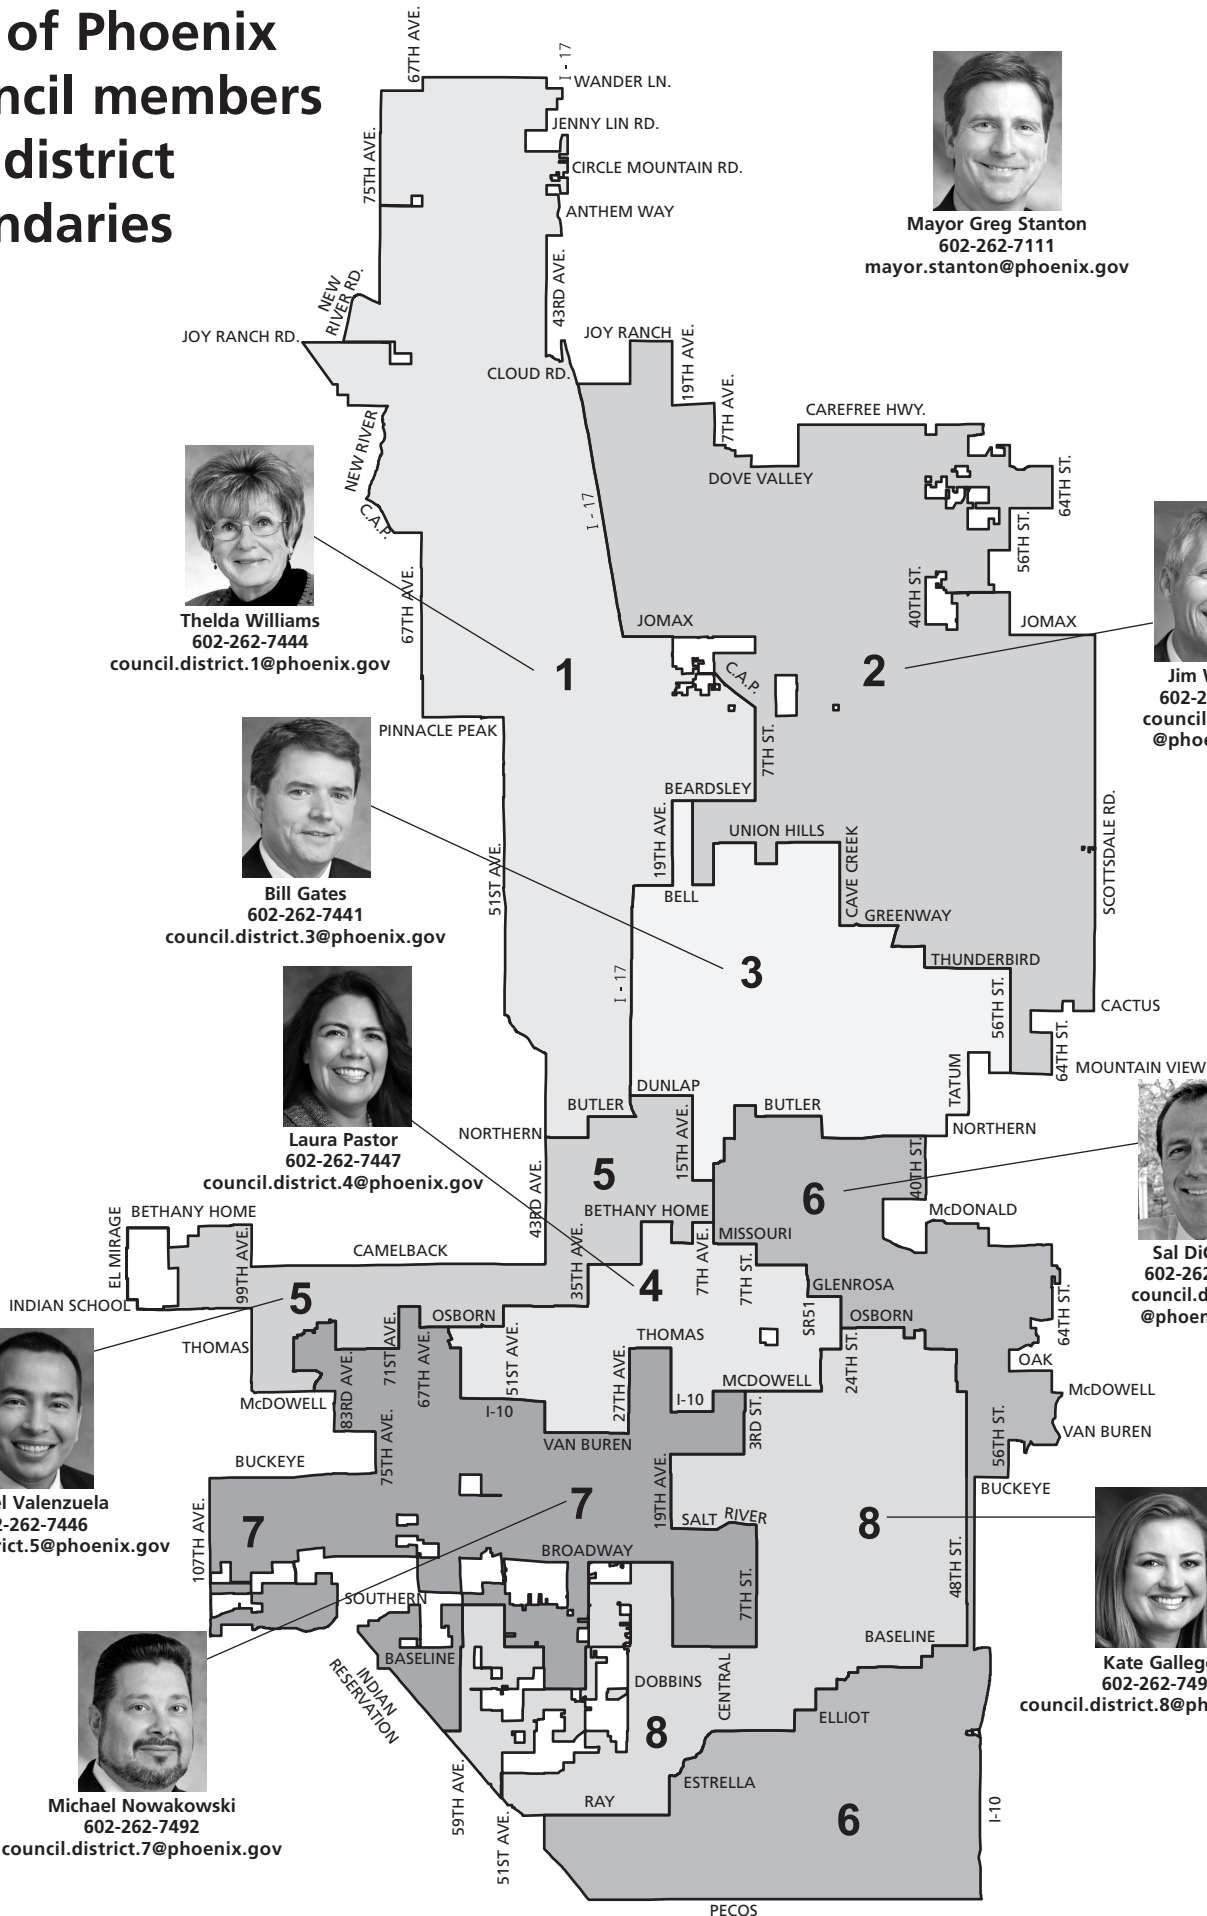 of Phoenix
ncil members
district
ndaries
Mayor Greg Stanton
602-262-7111
mayor.stanton@phoenix.gov
67TH AVE.
I - 17
WANDER LN.
JENNY LIN RD.
75TH AVE.
CIRCLE MOUNTAIN RD.
ANTHEM WAY
NEW
RIVER RD.
43RD AVE.
JOY RANCH RD.
JOY RANCH
19TH AVE.
CLOUD RD.
7TH AVE.
CAREFREE HWY.
NEW RIVER
DOVE VALLEY
64TH ST.
C.A.P.
I - 17
56TH ST.
67TH AVE.
40TH ST.
JOMAX
JOMAX
Thelda Williams
602-262-7444
council.district.1@phoenix.gov
1
2
C.A.P.
Jim W
602-2
council.
@phoe
PINNACLE PEAK
7TH ST.
BEARDSLEY
19TH AVE.
UNION HILLS
CAVE CREEK
SCOTTSDALE RD.
51ST AVE.
BELL
GREENWAY
Bill Gates
602-262-7441
council.district.3@phoenix.gov
THUNDERBIRD
3
I - 17
56TH ST.
CACTUS
64TH ST.
MOUNTAIN VIEW
DUNLAP
TATUM
BUTLER
BUTLER
NORTHERN
NORTHERN
15TH AVE.
Laura Pastor
602-262-7447
council.district.4@phoenix.gov
5
6
40TH ST.
43RD AVE.
BETHANY HOME
BETHANY HOME
McDONALD
EL MIRAGE
99TH AVE.
CAMELBACK
35TH AVE.
7TH AVE.
MISSOURI
7TH ST.
Sal DiC
602-262
council.d
@phoen
GLENROSA
4
5
INDIAN SCHOOL
OSBORN
SR51
OSBORN
64TH ST.
THOMAS
71ST AVE.
67TH AVE.
51ST AVE.
THOMAS
24TH ST.
OAK
83RD AVE.
27TH AVE.
MCDOWELL
McDOWELL
McDOWELL
I-10
I-10
3RD ST.
VAN BUREN
VAN BUREN
56TH ST.
75TH AVE.
BUCKEYE
BUCKEYE
el Valenzuela
2-262-7446
rict.5@phoenix.gov
107TH AVE.
7
7
19TH AVE.
SALT RIVER
8
BROADWAY
48TH ST.
7TH ST.
SOUTHERN
BASELINE
BASELINE
INDIAN
RESERVATION
DOBBINS
CENTRAL
Kate Galleg
602-262-749
council.district.8@ph
ELLIOT
8
ESTRELLA
59TH AVE.
RAY
51ST AVE.
6
I-10
Michael Nowakowski
602-262-7492
council.district.7@phoenix.gov
PECOS